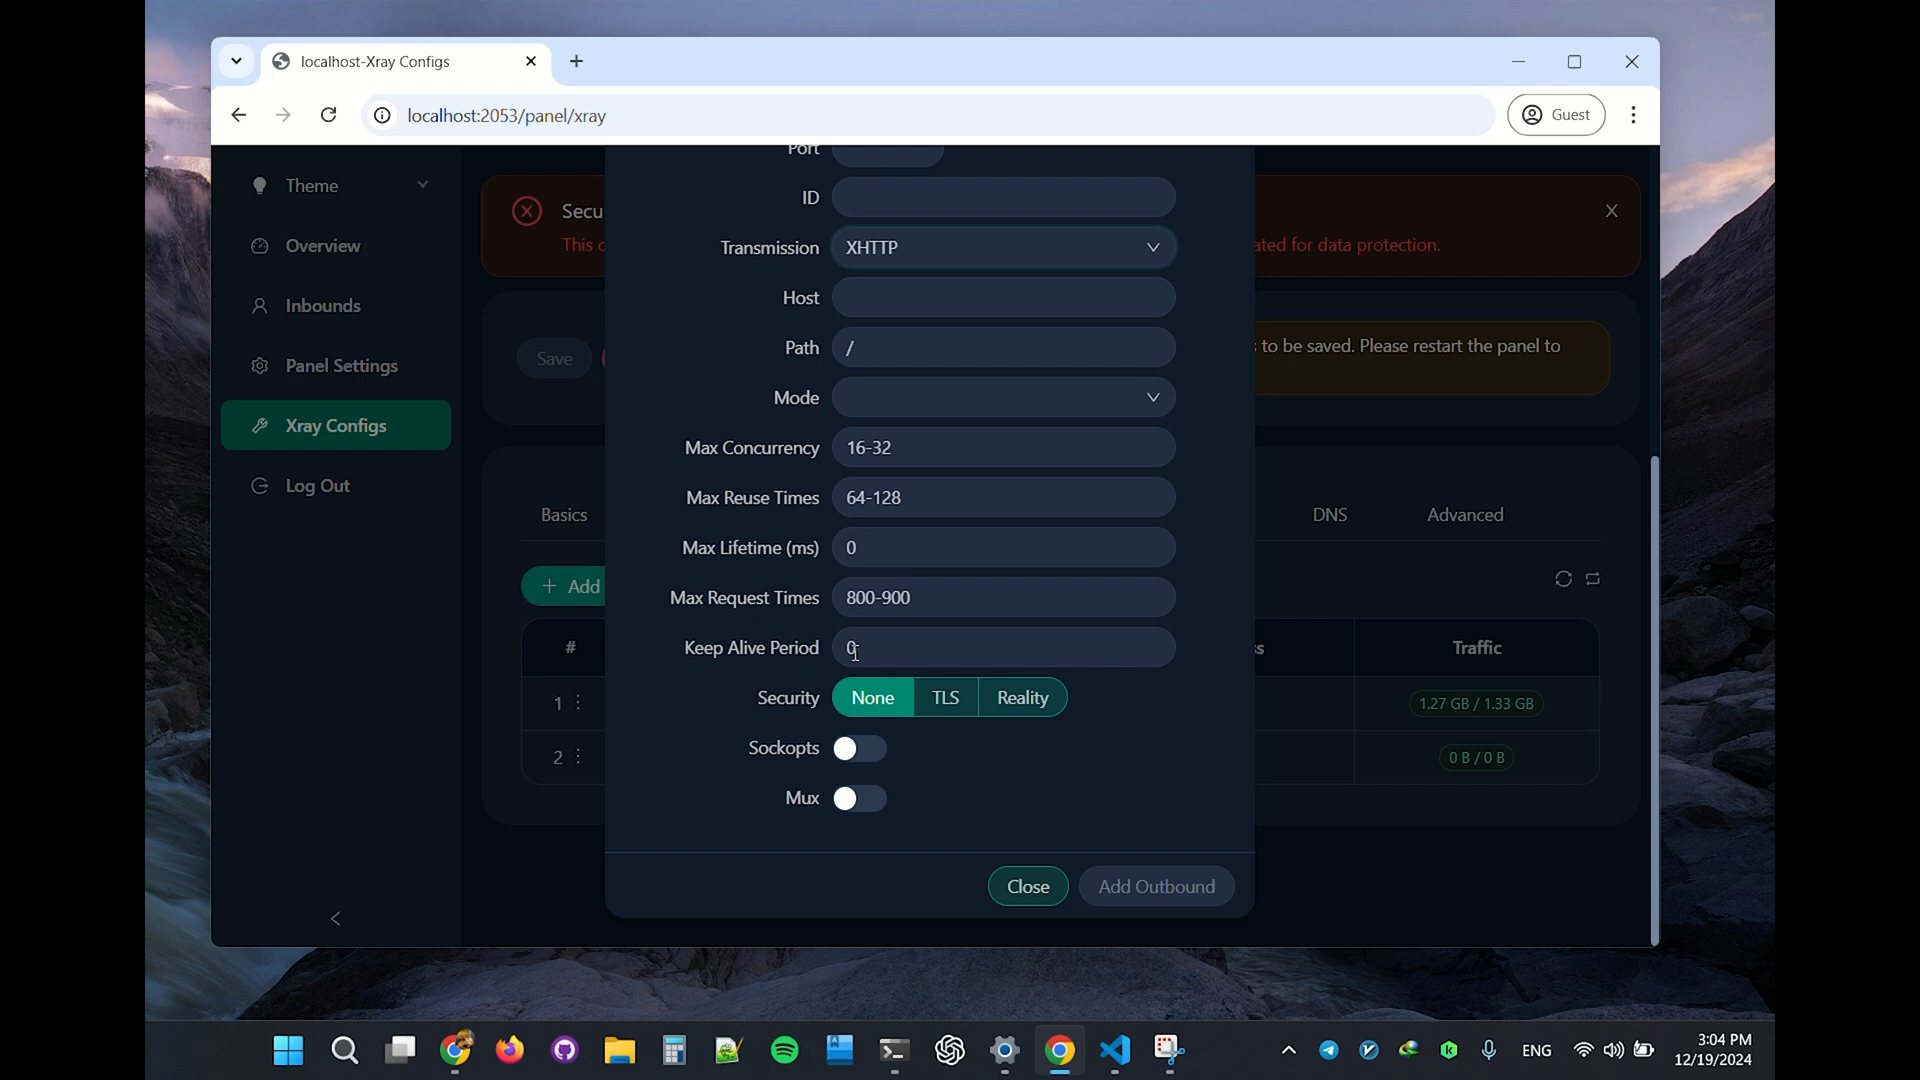 localhost-Xray Configs
localhost:2053/panel/xray
Guest
Theme
Overview
Inbounds
Panel Settings
Xray Configs
Log Out
Secu
This c
ated for data protection.
Save
s to be saved. Please restart the panel to
Basics
DNS
Advanced
+ Add
#
ss
Traffic
1
1.27 GB / 1.33 GB
2
0 B / 0 B
Port
ID
Transmission
XHTTP
Host
Path
/
Mode
Max Concurrency
16-32
Max Reuse Times
64-128
Max Lifetime (ms)
0
Max Request Times
800-900
Keep Alive Period
0
Security
None
TLS
Reality
Sockopts
Mux
Close
Add Outbound
ENG
3:04 PM
12/19/2024